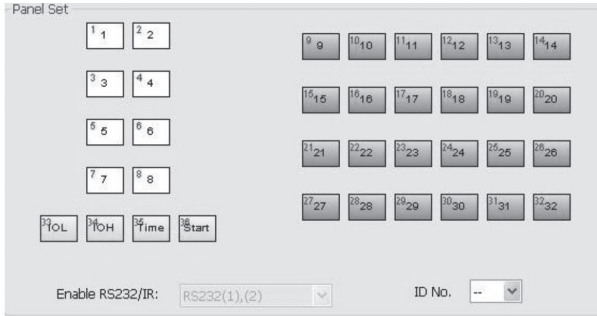 Panel Set
1 1 2 2
9 9 10 10 11 11 12 12 13 13 14 14
3 3 4 4
15 15 16 16 17 17 18 18 19 19 20 20
5 5 6 6
21 21 22 22 23 23 24 24 25 25 26 26
7 7 8 8
27 27 28 28 29 29 30 30 31 31 32 32
33 IOL 34 IOH 35 Time 36 Start
Enable RS232/IR: RS232(1),(2) ID No. --